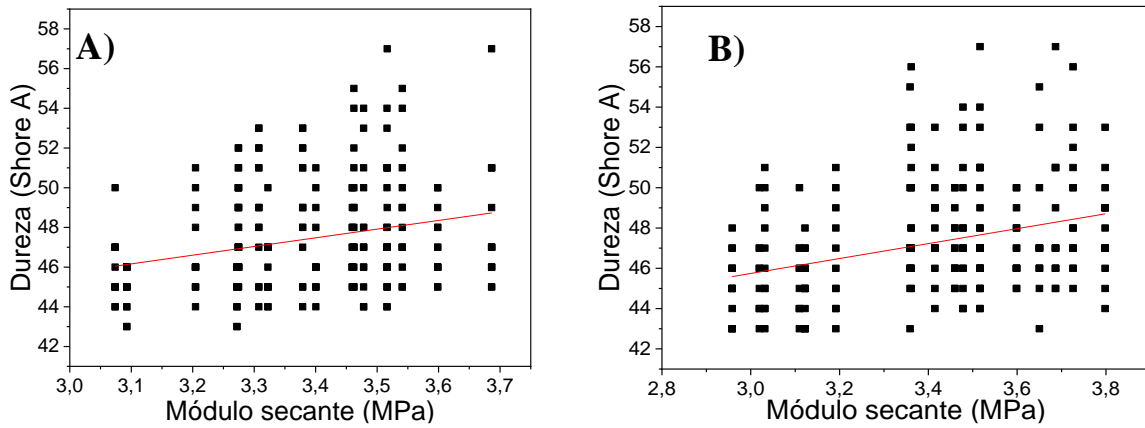 A)
Dureza (Shore A)
58
56
54
52
50
48
46
44
42
3,0 3,1 3,2 3,3 3,4 3,5 3,6 3,7
Módulo secante (MPa)
B)
Dureza (Shore A)
58
56
54
52
50
48
46
44
42
2,8 3,0 3,2 3,4 3,6 3,8
Módulo secante (MPa)